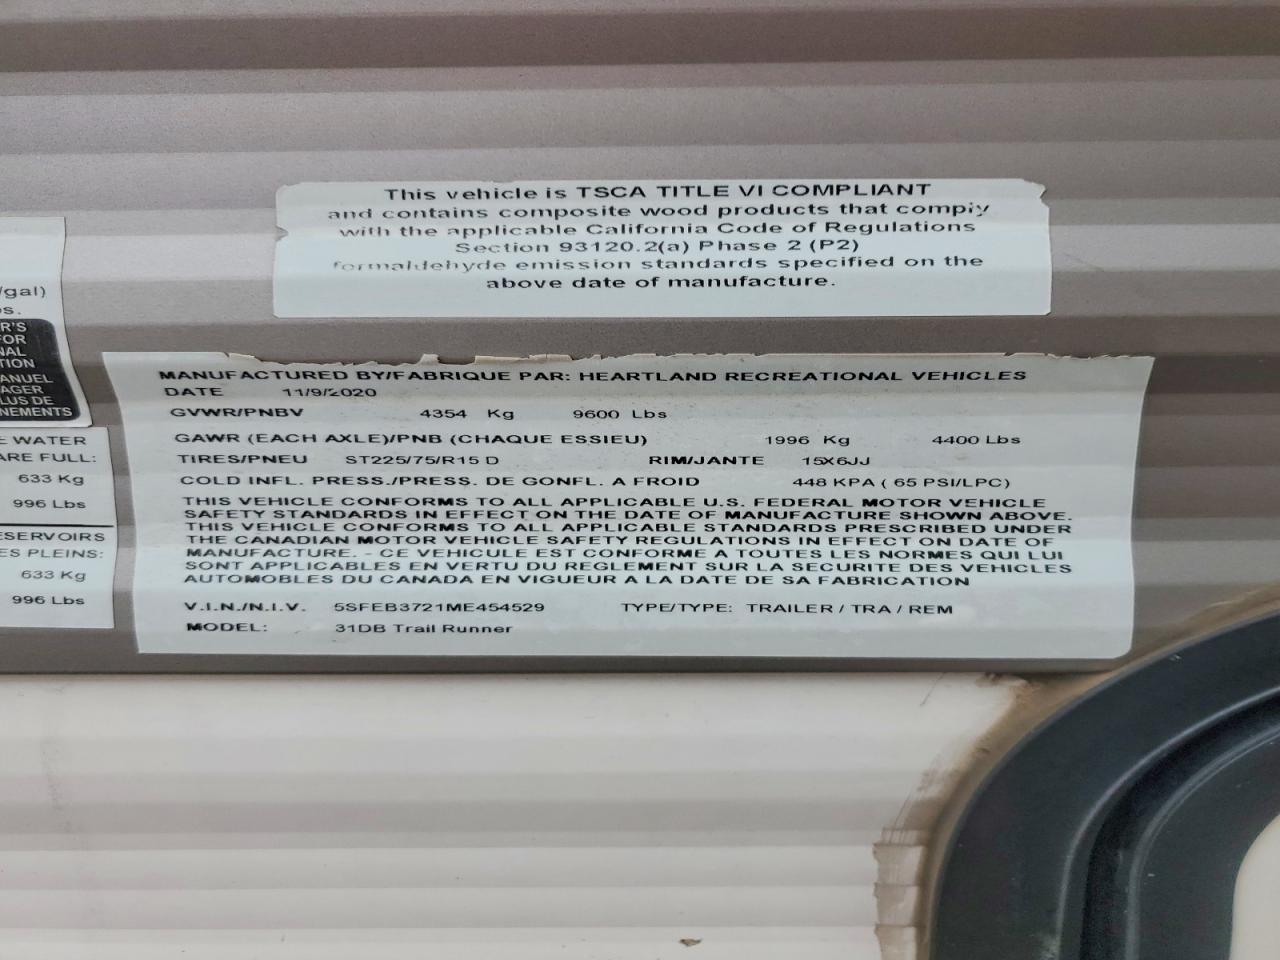 This vehicle is TSCA TITLE VI COMPLIANT
and contains composite wood products that comply
with the applicable California Code of Regulations
Section 93120.2(a) Phase 2 (P2)
formaldehyde emission standards specified on the
above date of manufacture.
/gal)
R'S
FOR
NAL
TION
ANUEL
AGER
LUS DE
NEMENTS
E WATER
ARE FULL:
633 Kg
996 Lbs
ESERVOIRS
ES PLEINS:
633 Kg
996 Lbs
MANUFACTURED BY/FABRIQUE PAR: HEARTLAND RECREATIONAL VEHICLES
DATE 11/9/2020
GVWR/PNBV 4354 Kg 9600 Lbs
GAWR (EACH AXLE)/PNB (CHAQUE ESSIEU) 1996 Kg 4400 Lbs
TIRES/PNEU ST225/75/R15 D RIM/JANTE 15X6JJ
COLD INFL. PRESS./PRESS. DE GONFL. A FROID 448 KPA ( 65 PSI/LPC)
THIS VEHICLE CONFORMS TO ALL APPLICABLE U.S. FEDERAL MOTOR VEHICLE
SAFETY STANDARDS IN EFFECT ON THE DATE OF MANUFACTURE SHOWN ABOVE.
THIS VEHICLE CONFORMS TO ALL APPLICABLE STANDARDS PRESCRIBED UNDER
THE CANADIAN MOTOR VEHICLE SAFETY REGULATIONS IN EFFECT ON DATE OF
MANUFACTURE. - CE VEHICULE EST CONFORME A TOUTES LES NORMES QUI LUI
SONT APPLICABLES EN VERTU DU REGLEMENT SUR LA SECURITE DES VEHICLES
AUTOMOBLES DU CANADA EN VIGUEUR A LA DATE DE SA FABRICATION
V.I.N./N.I.V. 5SFEB3721ME454529 TYPE/TYPE: TRAILER / TRA / REM
MODEL: 31DB Trail Runner